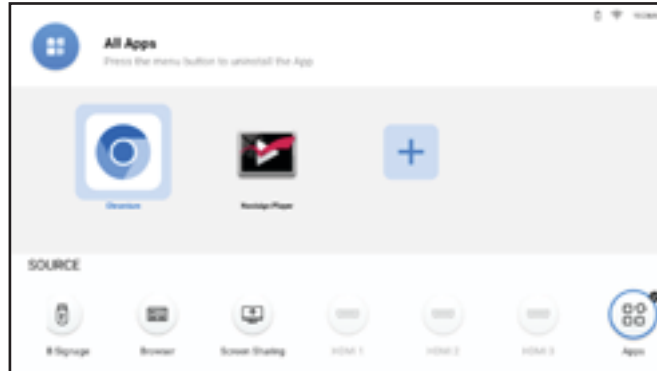 All Apps
Press the menu button to uninstall the App
Chromium
Player
SOURCE
Signage
Browser
Screen Sharing
HDMI 1
HDMI 2
HDMI 3
Apps